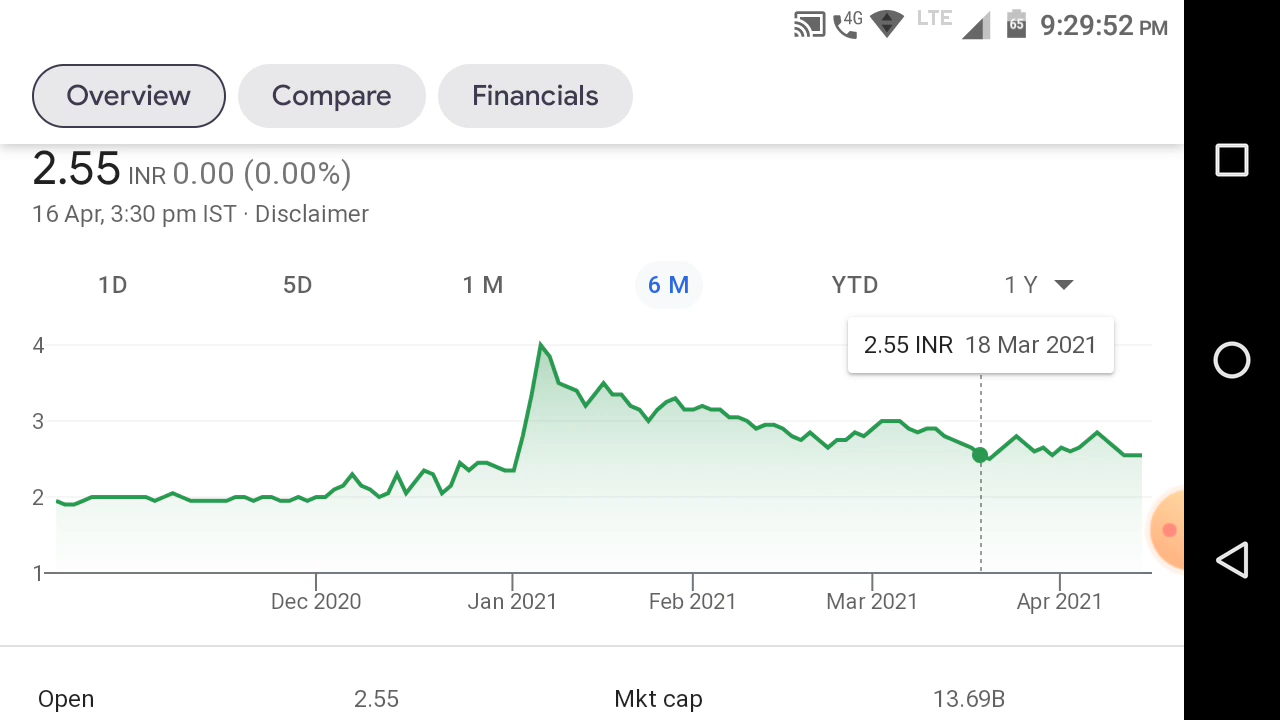 4G LTE 65 9:29:52 PM
Overview Compare Financials
2.55 INR 0.00 (0.00%)
16 Apr, 3:30 pm IST · Disclaimer
1D 5D 1 M 6 M YTD 1 Y
2.55 INR 18 Mar 2021
4
3
2
1
Dec 2020 Jan 2021 Feb 2021 Mar 2021 Apr 2021
Open 2.55 Mkt cap 13.69B